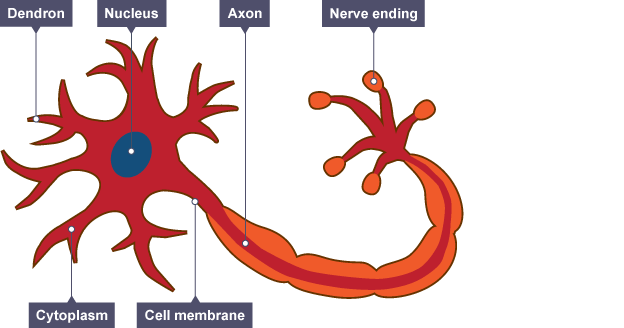 Dendron
Nucleus
Axon
Nerve ending
Cytoplasm
Cell membrane